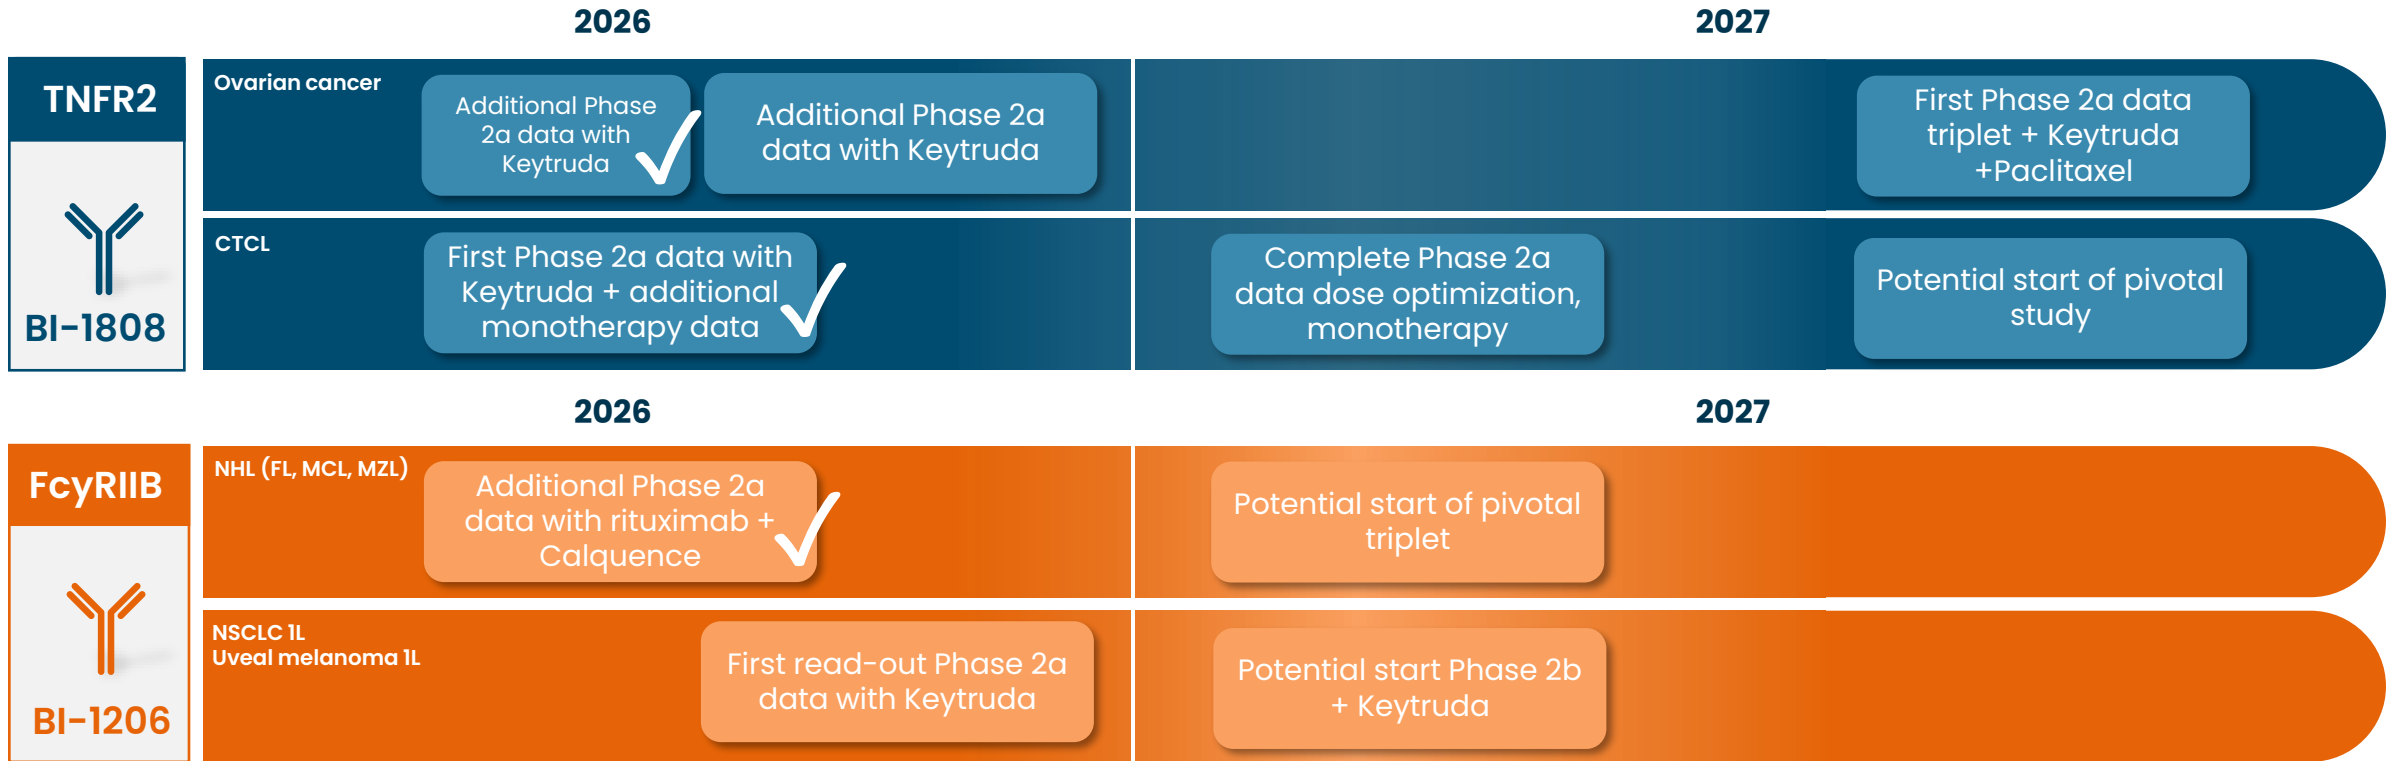 2026
2027
TNFR2
BI-1808
Ovarian cancer
Additional Phase
2a data with
Keytruda
Additional Phase 2a
data with Keytruda
First Phase 2a data
triplet + Keytruda
+Paclitaxel
CTCL
First Phase 2a data with
Keytruda + additional
monotherapy data
Complete Phase 2a
data dose optimization,
monotherapy
Potential start of pivotal
study
2026
2027
FcyRIIB
BI-1206
NHL (FL, MCL, MZL)
Additional Phase 2a
data with rituximab +
Calquence
Potential start of pivotal
triplet
NSCLC 1L
Uveal melanoma 1L
First read-out Phase 2a
data with Keytruda
Potential start Phase 2b
+ Keytruda